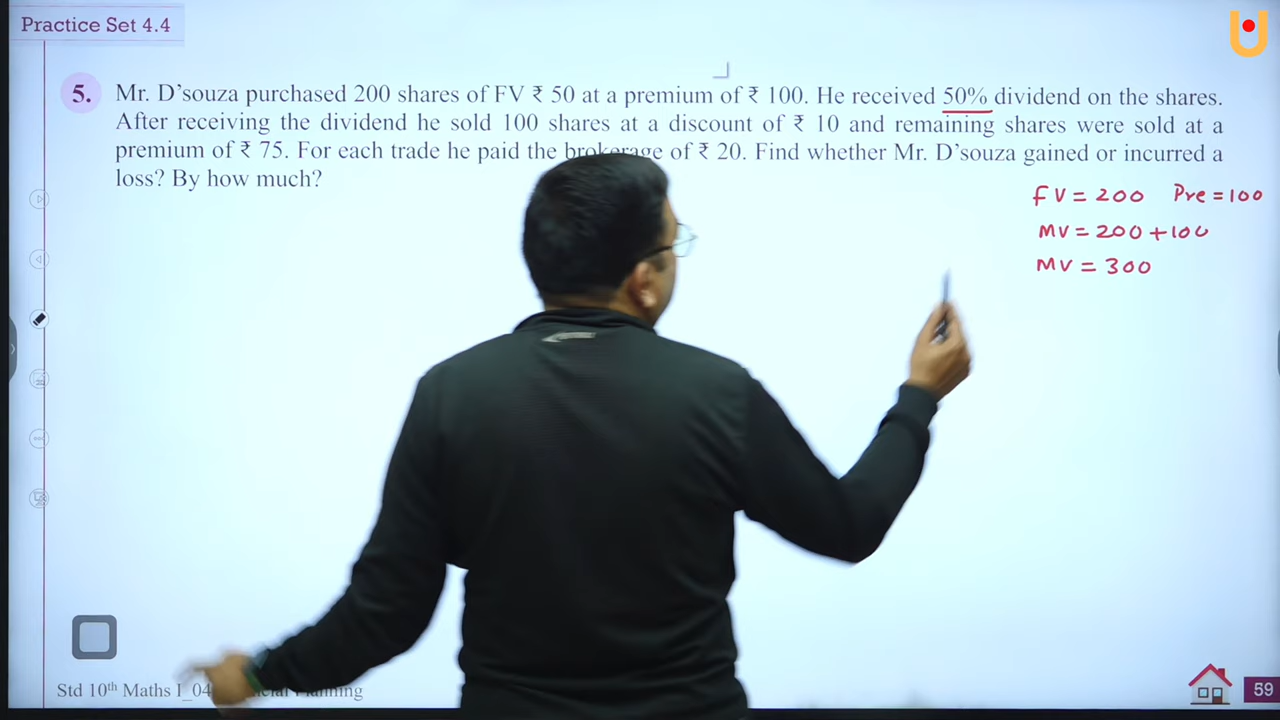 Practice Set 4.4
5. Mr. D'souza purchased 200 shares of FV ₹ 50 at a premium of ₹ 100. He received 50% dividend on the shares.
After receiving the dividend he sold 100 shares at a discount of ₹ 10 and remaining shares were sold at a
premium of ₹ 75. For each trade he paid the brokerage of ₹ 20. Find whether Mr. D'souza gained or incurred a
loss? By how much?
FV = 200 Pre = 100
MV = 200 + 100
MV = 300
Std 10th Maths I_04 Planning
59